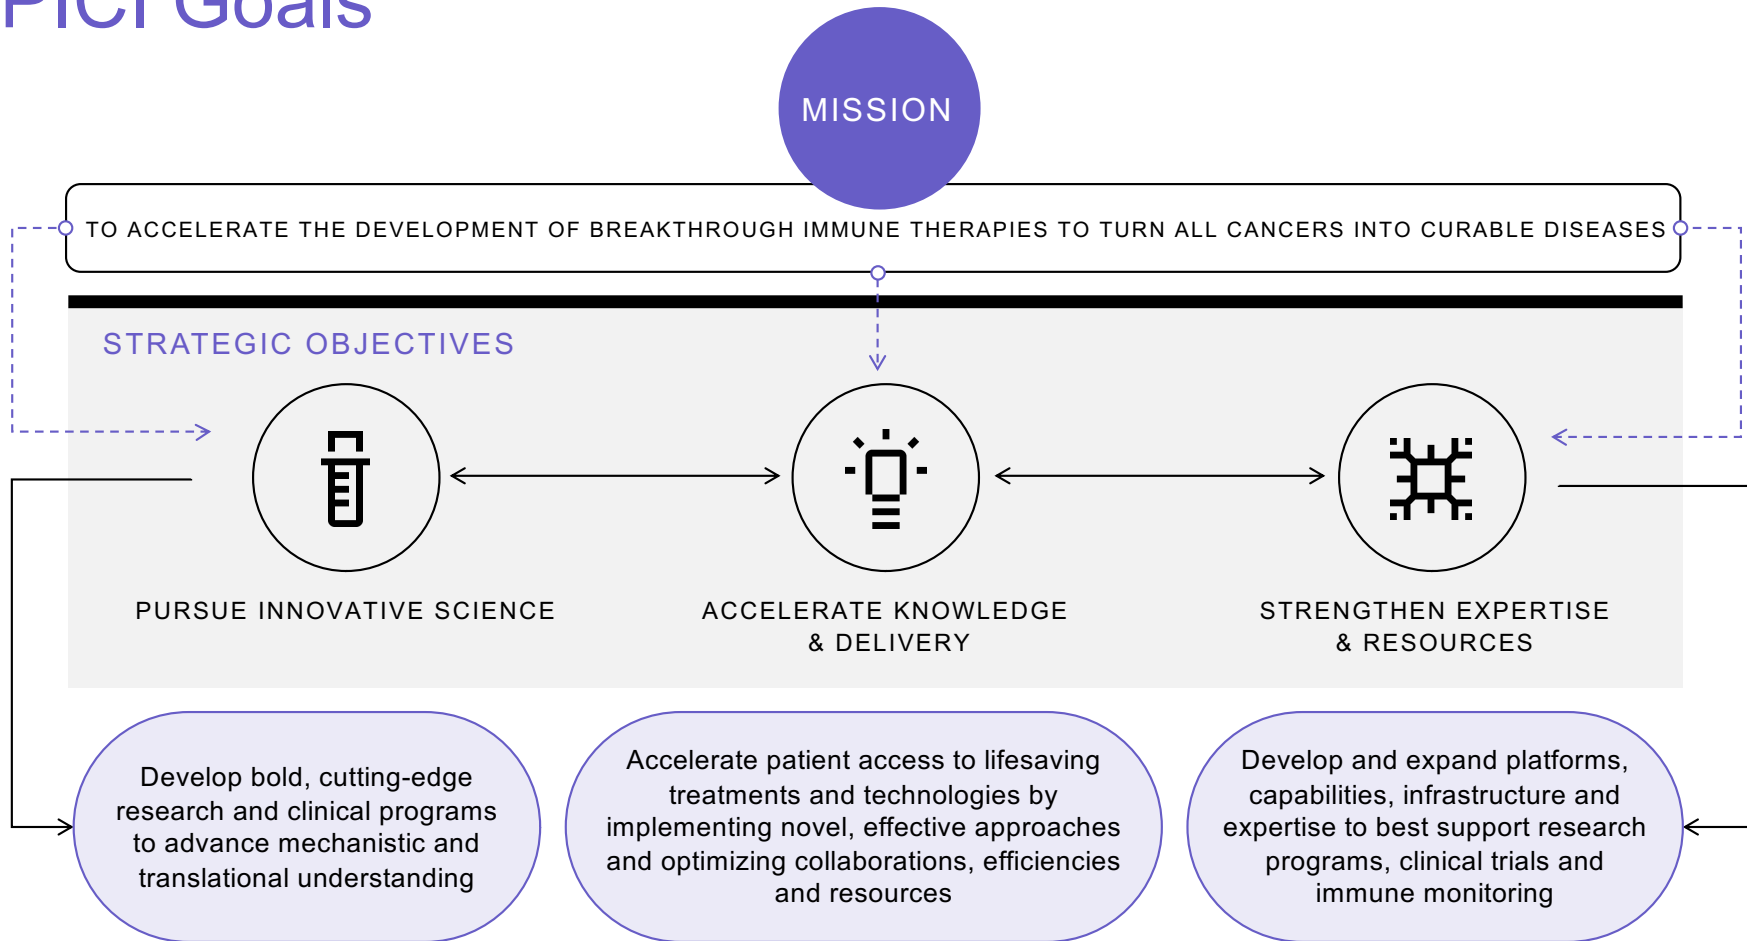 PICI Goals
MISSION
TO ACCELERATE THE DEVELOPMENT OF BREAKTHROUGH IMMUNE THERAPIES TO TURN ALL CANCERS INTO CURABLE DISEASES
STRATEGIC OBJECTIVES
PURSUE INNOVATIVE SCIENCE
ACCELERATE KNOWLEDGE
& DELIVERY
STRENGTHEN EXPERTISE
& RESOURCES
Develop bold, cutting-edge
research and clinical programs
to advance mechanistic and
translational understanding
Accelerate patient access to lifesaving
treatments and technologies by
implementing novel, effective approaches
and optimizing collaborations, efficiencies
and resources
Develop and expand platforms,
capabilities, infrastructure and
expertise to best support research
programs, clinical trials and
immune monitoring